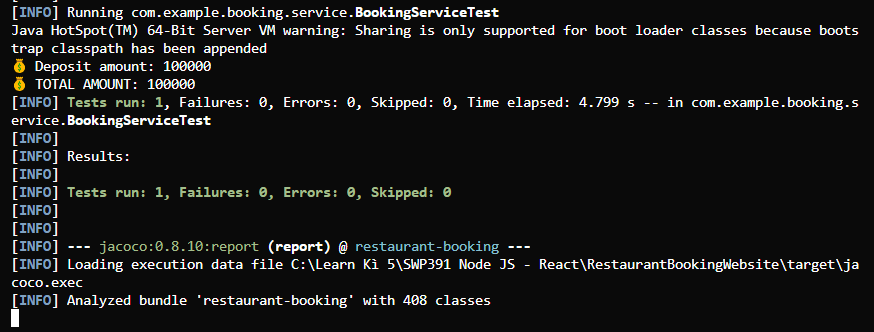 [INFO] Running com.example.booking.service.BookingServiceTest
Java HotSpot(TM) 64-Bit Server VM warning: Sharing is only supported for boot loader classes because boots
trap classpath has been appended
💰 Deposit amount: 100000
💰 TOTAL AMOUNT: 100000
[INFO] Tests run: 1, Failures: 0, Errors: 0, Skipped: 0, Time elapsed: 4.799 s -- in com.example.booking.s
ervice.BookingServiceTest
[INFO]
[INFO] Results:
[INFO]
[INFO] Tests run: 1, Failures: 0, Errors: 0, Skipped: 0
[INFO]
[INFO]
[INFO] --- jacoco:0.8.10:report (report) @ restaurant-booking ---
[INFO] Loading execution data file C:\Learn Kì 5\SWP391 Node JS - React\RestaurantBookingWebsite\target\ja
coco.exec
[INFO] Analyzed bundle 'restaurant-booking' with 408 classes